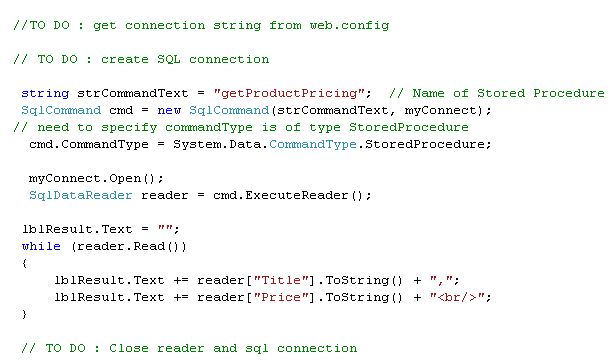 //TO DO : get connection string from web.config
// TO DO : create SQL connection
string strCommandText = "getProductPricing";  // Name of Stored Procedure
SqlCommand cmd = new SqlCommand(strCommandText, myConnect);
// need to specify commandType is of type StoredProcedure
cmd.CommandType = System.Data.CommandType.StoredProcedure;
myConnect.Open();
SqlDataReader reader = cmd.ExecuteReader();
lblResult.Text = "";
while (reader.Read())
{
lblResult.Text += reader["Title"].ToString() + ",";
lblResult.Text += reader["Price"].ToString() + "<br/>";
}
// TO DO : Close reader and sql connection